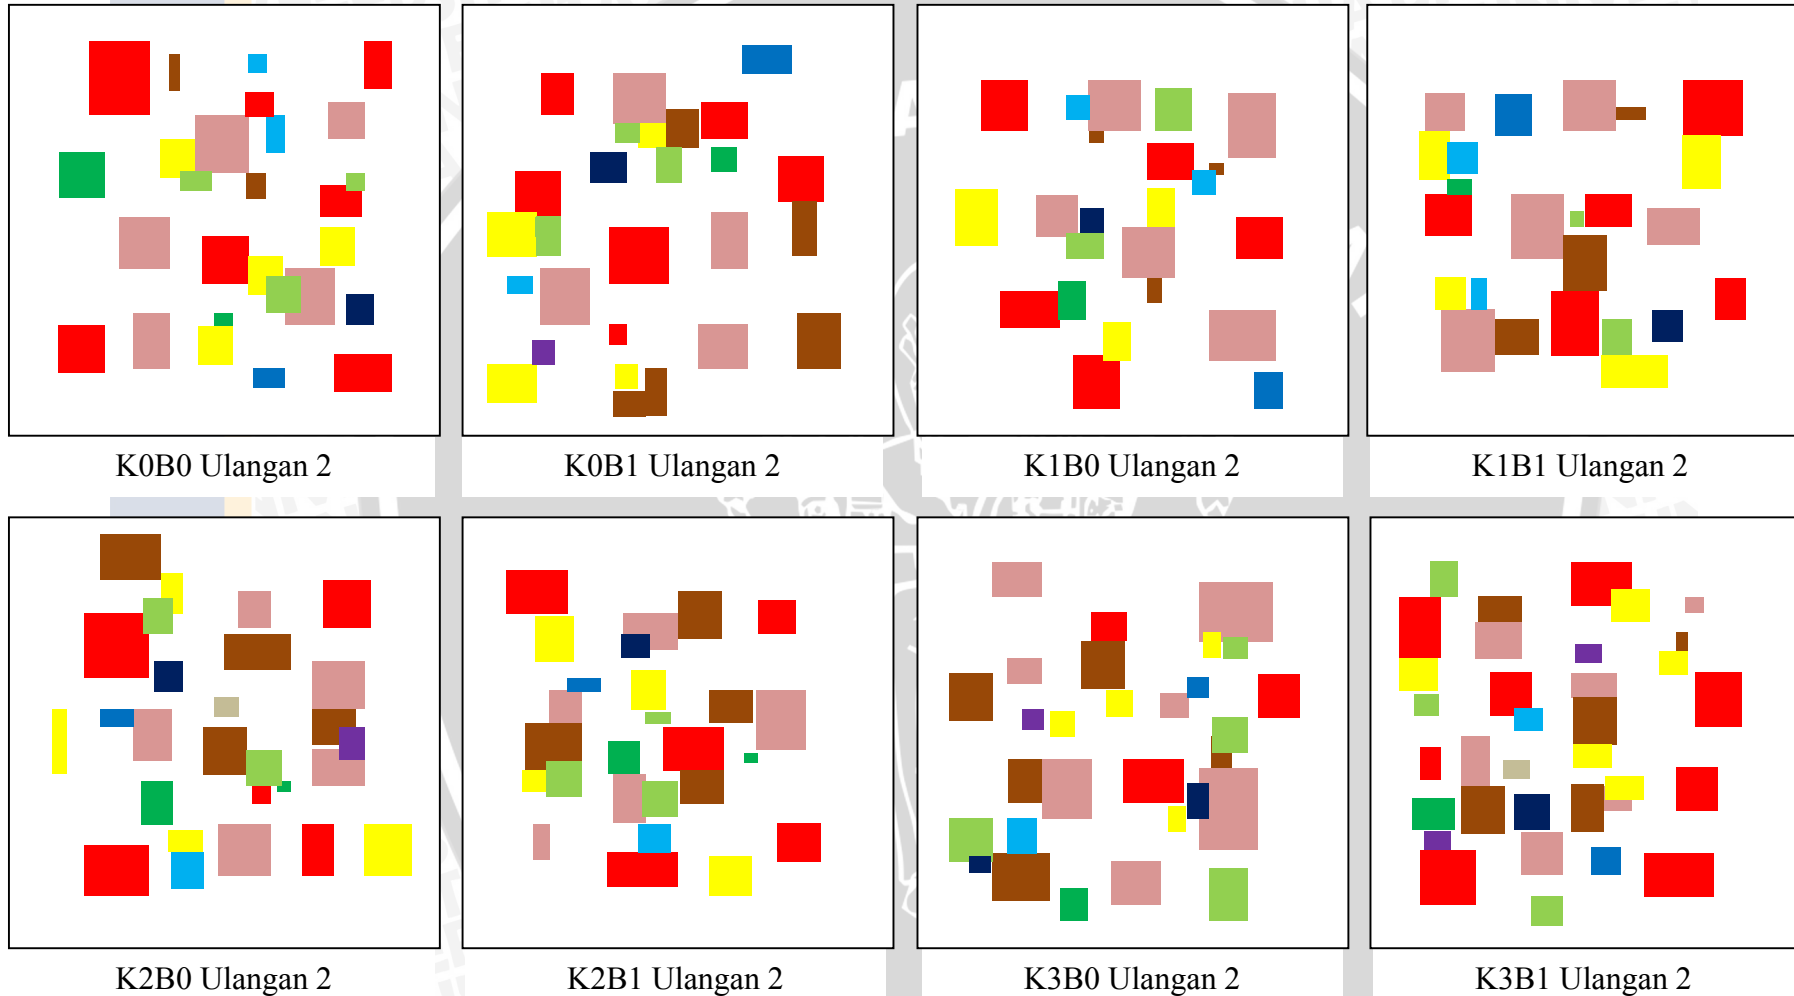 K0B0 Ulangan 2
K0B1 Ulangan 2
K1B0 Ulangan 2
K1B1 Ulangan 2
K2B0 Ulangan 2
K2B1 Ulangan 2
K3B0 Ulangan 2
K3B1 Ulangan 2